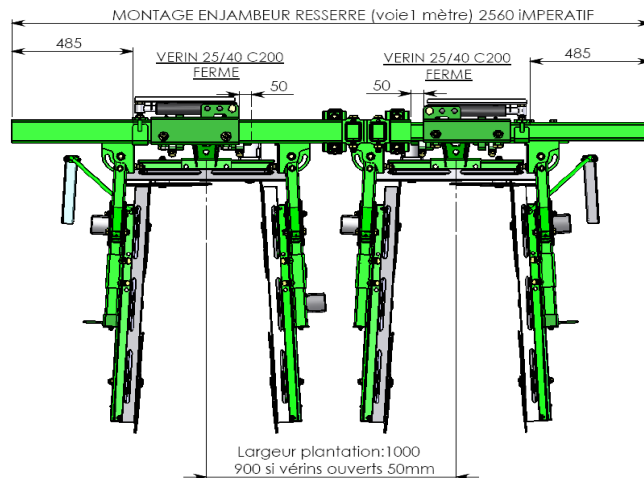 MONTAGE ENJAMBEUR RESSERRE (voie1 mètre) 2560 iMPERATIF
485
VERIN 25/40 C200
FERME
50
50
VERIN 25/40 C200
FERME
485
Largeur plantation:1000
900 si vérins ouverts 50mm